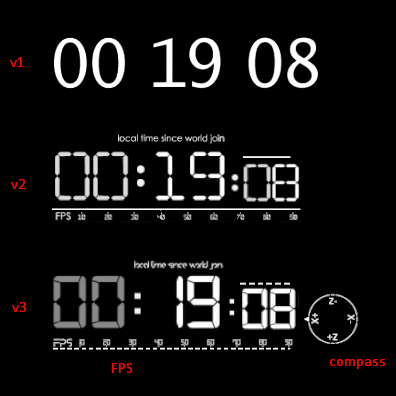 v1 00 19 08
local time since world join
v2 00:19:08
FPS 10 20 30 40 50 60 70 80 90
local time since world join
v3 00: 19:08
FPS 10 20 30 40 50 60 70 80 90
Z-
X+ X-
+Z
FPS
compass